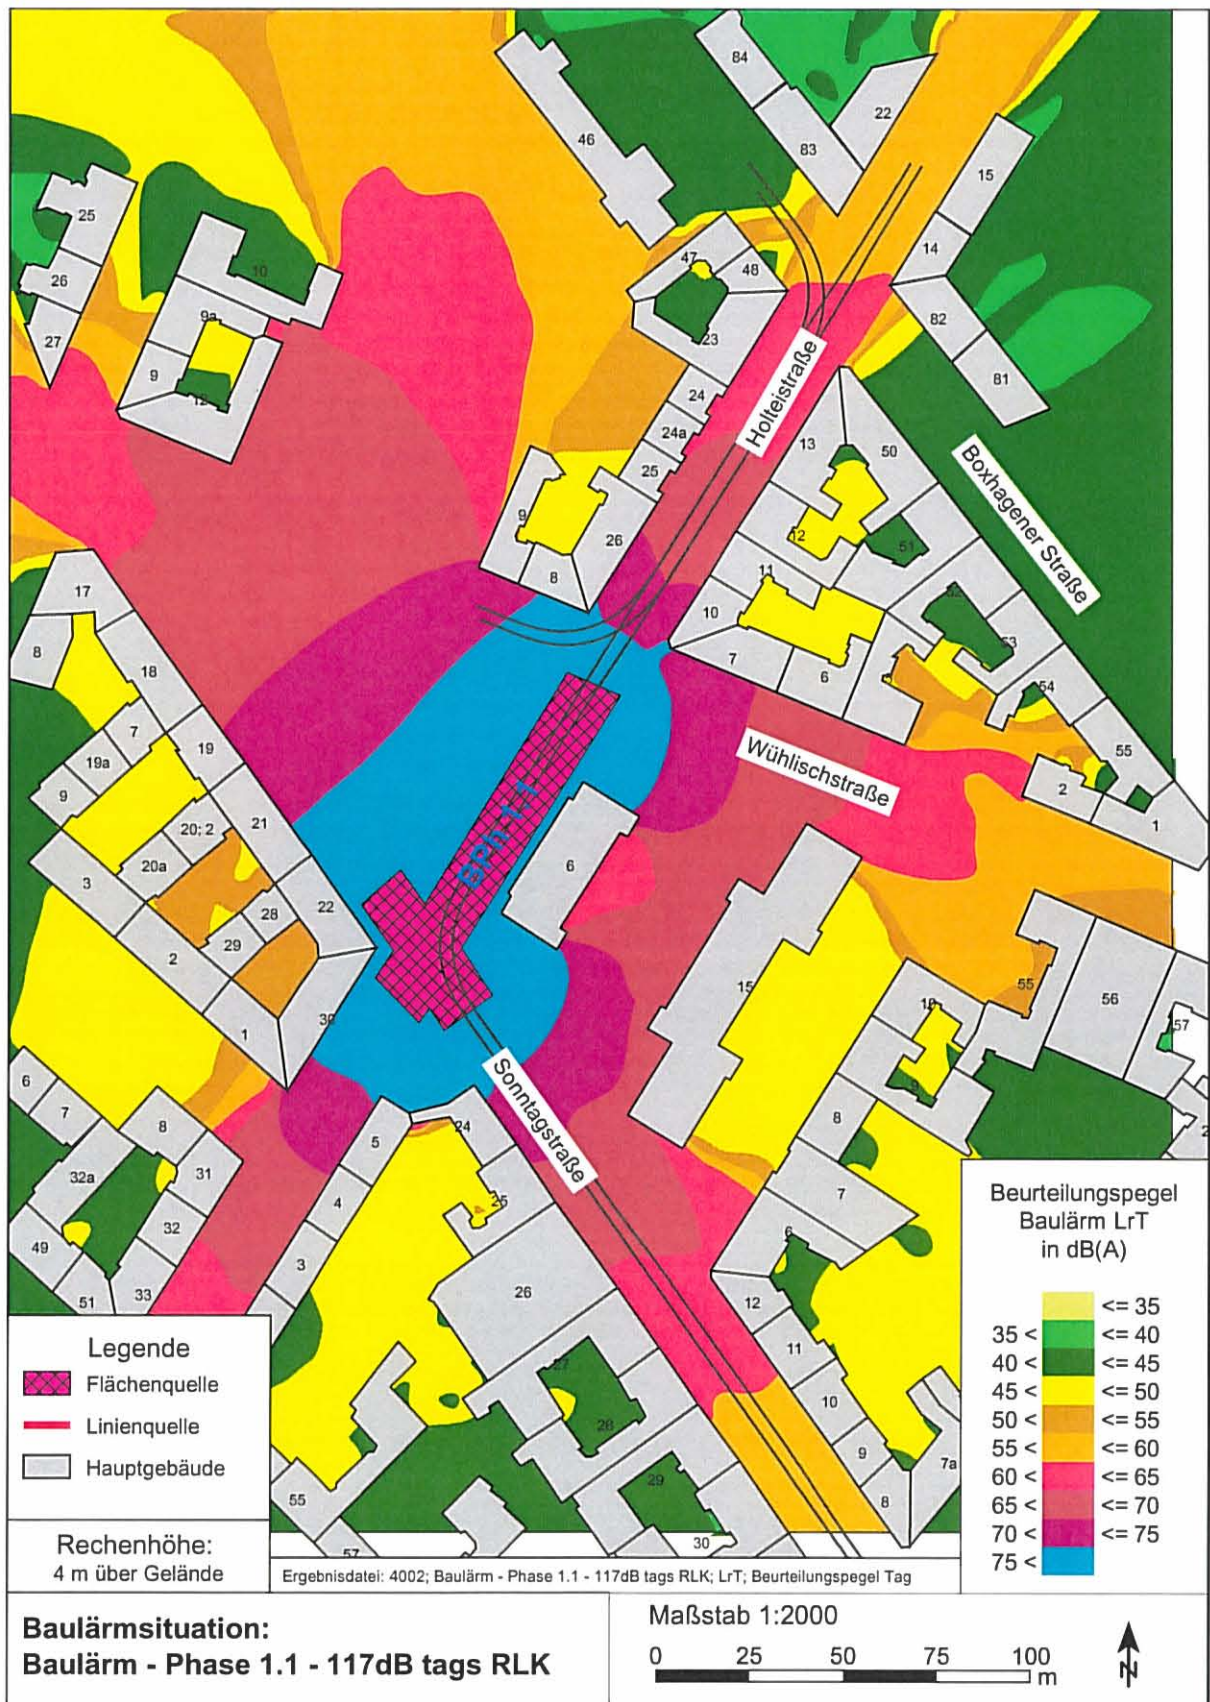 84
46
22
83
15
25
14
47
48
10
26
82
9a
23
27
81
9
24
12
24a
13
50
Holteistraße
25
Boxhagener Straße
9
26
12
51
17
8
11
52
10
8
53
18
7
6
54
7
19
55
Wühlischstraße
19a
2
9
1
21
20; 2
BPh-1.1
20a
6
3
22
28
29
2
15
55
56
10
30
57
1
6
9
Sonntagstraße
7
8
24
8
5
31
32a
7
25
4
32
6
49
3
33
26
12
51
11
27
10
28
9
7a
29
8
55
30
57
Beurteilungspegel
Baulärm LrT
in dB(A)
<= 35
35 < <= 40
40 < <= 45
45 < <= 50
50 < <= 55
55 < <= 60
60 < <= 65
65 < <= 70
70 < <= 75
75 <
Legende
Flächenquelle
Linienquelle
Hauptgebäude
Rechenhöhe:
4 m über Gelände
Ergebnisdatei: 4002; Baulärm - Phase 1.1 - 117dB tags RLK; LrT; Beurteilungspegel Tag
Baulärmsituation:
Baulärm - Phase 1.1 - 117dB tags RLK
Maßstab 1:2000
0 25 50 75 100
m
N